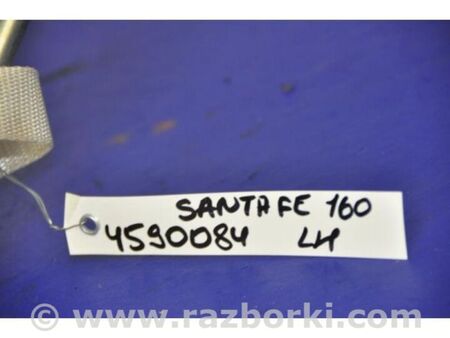 SANTAFE 160
4590084 LH
© www.razborki.com